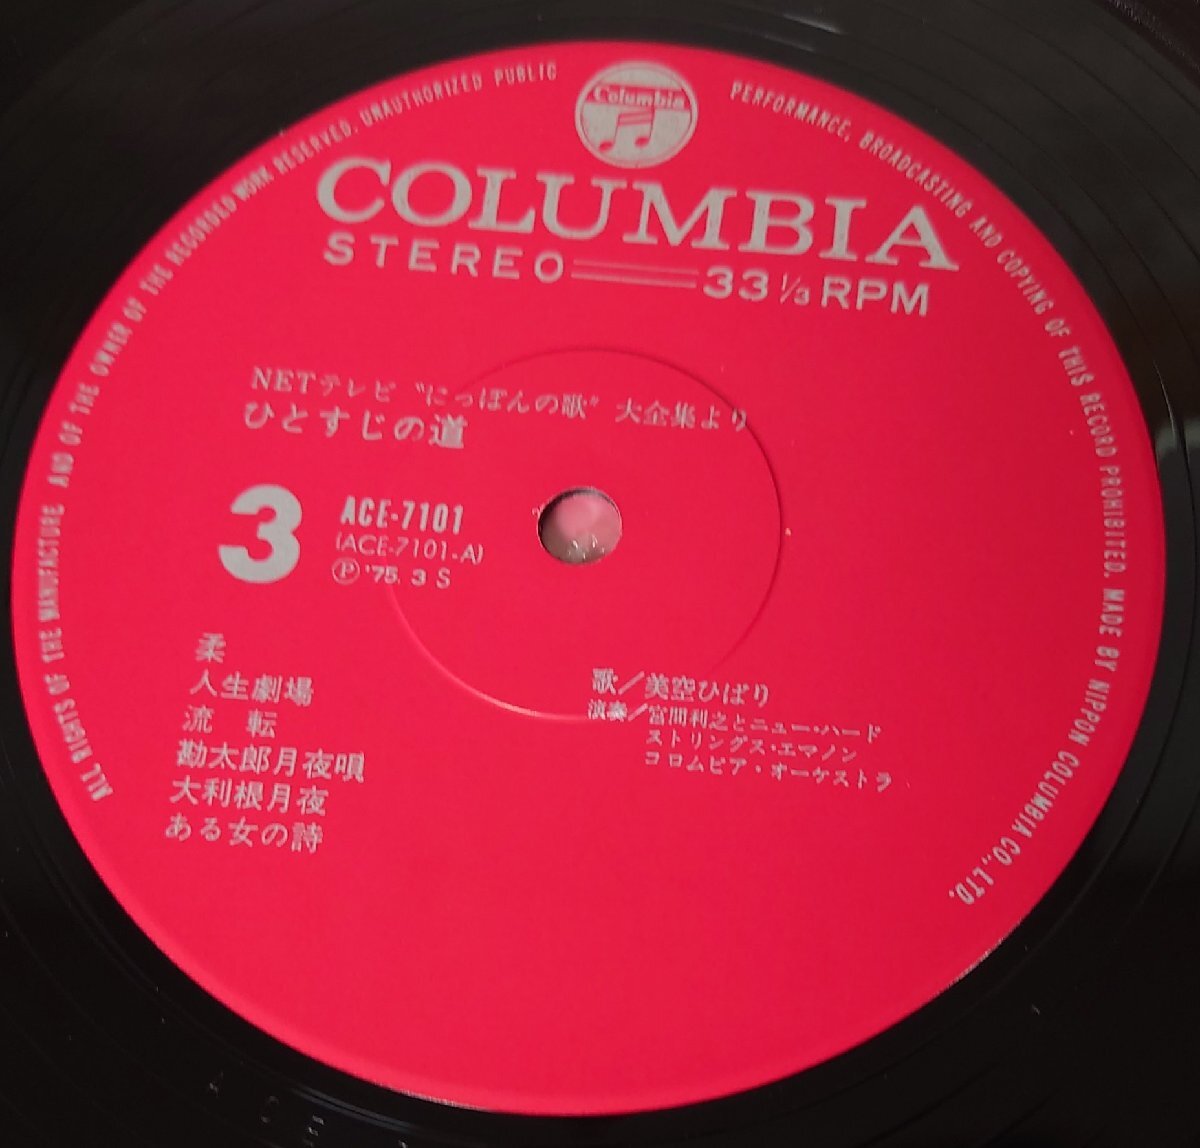 Columbia
ALL RIGHTS OF THE MANUFACTURE AND OF THE OWNER OF THE RECORDED WORK RESERVED. UNAUTHORIZED PUBLIC PERFORMANCE, BROADCASTING AND COPYING OF THIS RECORD PROHIBITED. MADE BY NIPPON COLUMBIA CO., LTD.
COLUMBIA
STEREO 33 1/3 RPM
NETテレビ〝にっぽんの歌〟大全集より
ひとすじの道
3
ACE-7101
(ACE-7101-A)
Ⓟ '75. 3 S
柔
人生劇場
流 転
勘太郎月夜唄
大利根月夜
ある女の詩
歌/美空ひばり
演奏/宮間利之とニュー・ハード
ストリングス・エマノン
コロムビア・オーケストラ